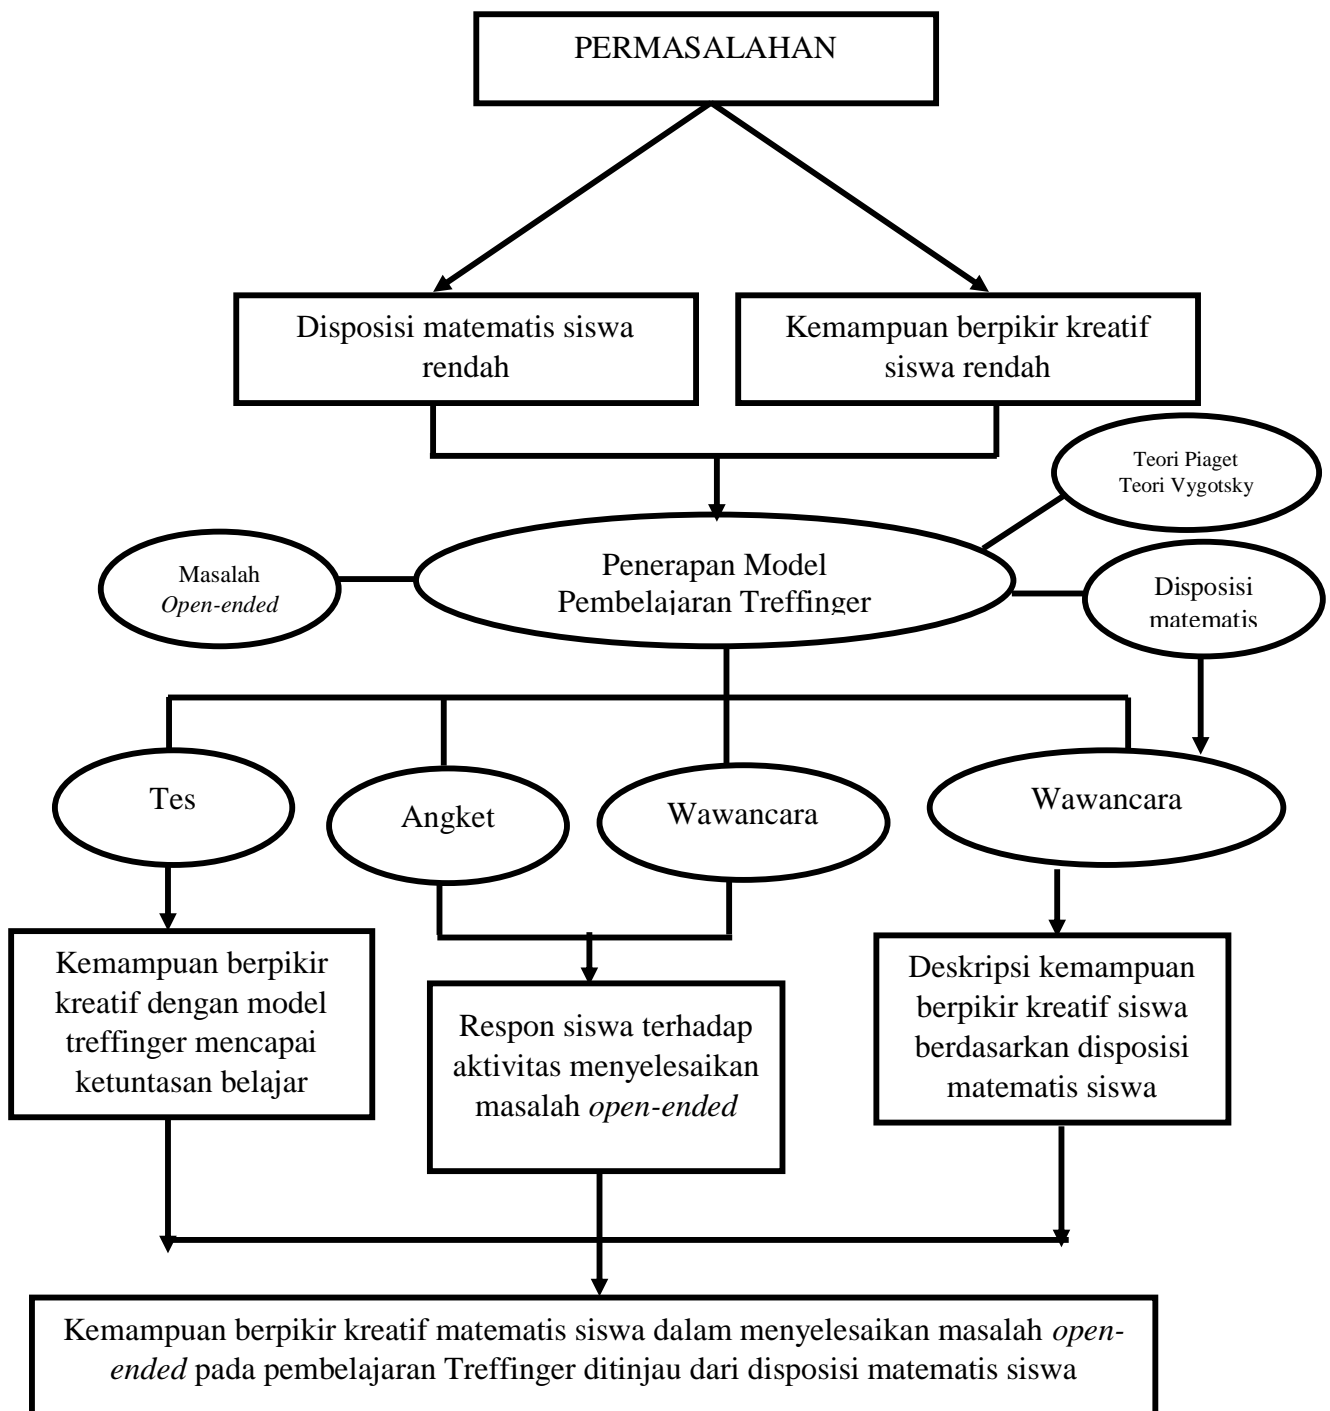 PERMASALAHAN
Disposisi matematis siswa
rendah
Kemampuan berpikir kreatif
siswa rendah
Teori Piaget
Teori Vygotsky
Masalah
Open-ended
Penerapan Model
Pembelajaran Treffinger
Disposisi
matematis
Tes
Angket
Wawancara
Wawancara
Kemampuan berpikir
kreatif dengan model
treffinger mencapai
ketuntasan belajar
Respon siswa terhadap
aktivitas menyelesaikan
masalah open-ended
Deskripsi kemampuan
berpikir kreatif siswa
berdasarkan disposisi
matematis siswa
Kemampuan berpikir kreatif matematis siswa dalam menyelesaikan masalah open-
ended pada pembelajaran Treffinger ditinjau dari disposisi matematis siswa